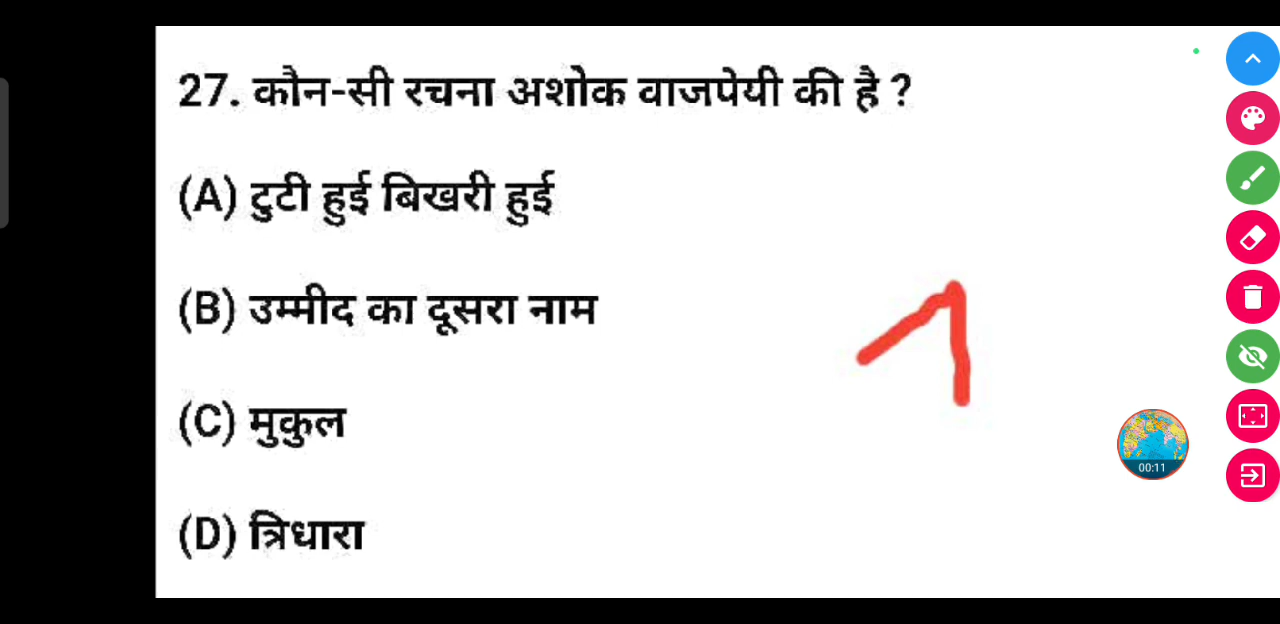 27. कौन-सी रचना अशोक वाजपेयी की है ?
(A) टुटी हुई बिखरी हुई
(B) उम्मीद का दूसरा नाम
(C) मुकुल
(D) त्रिधारा
00:11